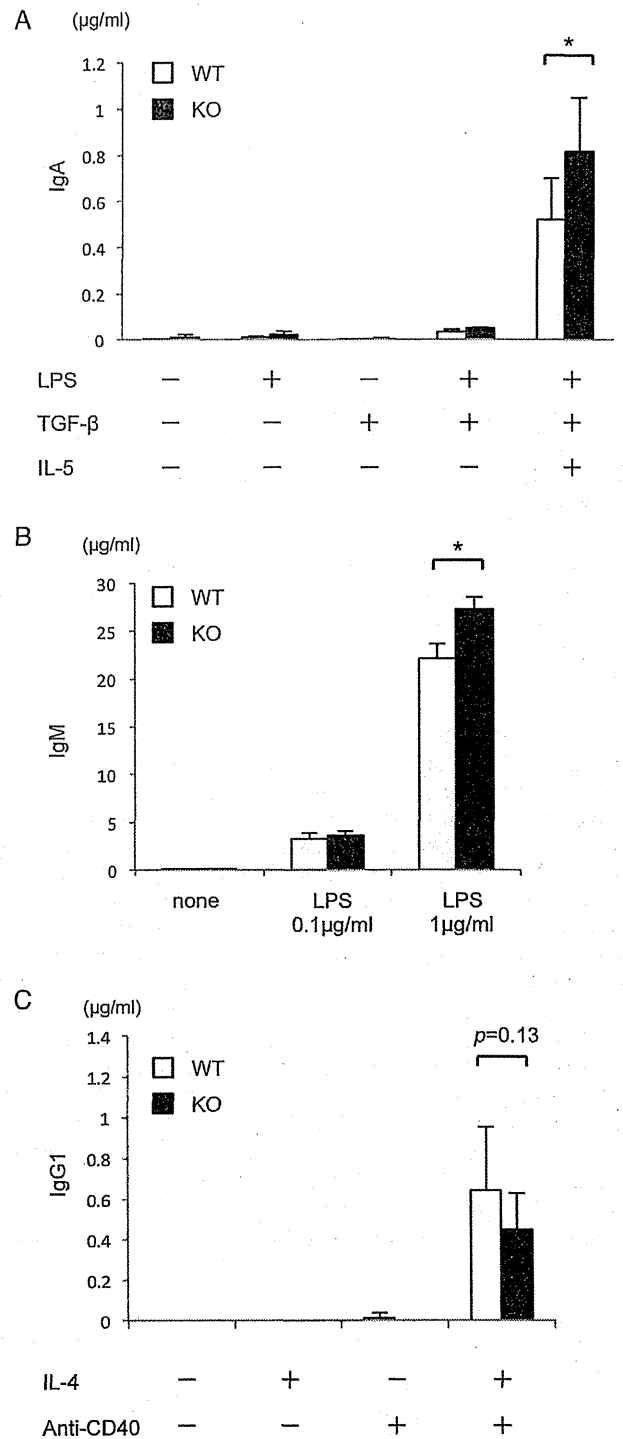 A (µg/ml)
1.2
1
0.8
0.6
0.4
0.2
0
IgA
WT
KO
*
LPS − + − + +
TGF-β − − + + +
IL-5 − − − − +
B (µg/ml)
30
25
20
15
10
5
0
IgM
WT
KO
*
none LPS LPS
0.1µg/ml 1µg/ml
C (µg/ml)
1.4
1.2
1
0.8
0.6
0.4
0.2
0
IgG1
WT
KO
p=0.13
IL-4 − + − +
Anti-CD40 − − + +